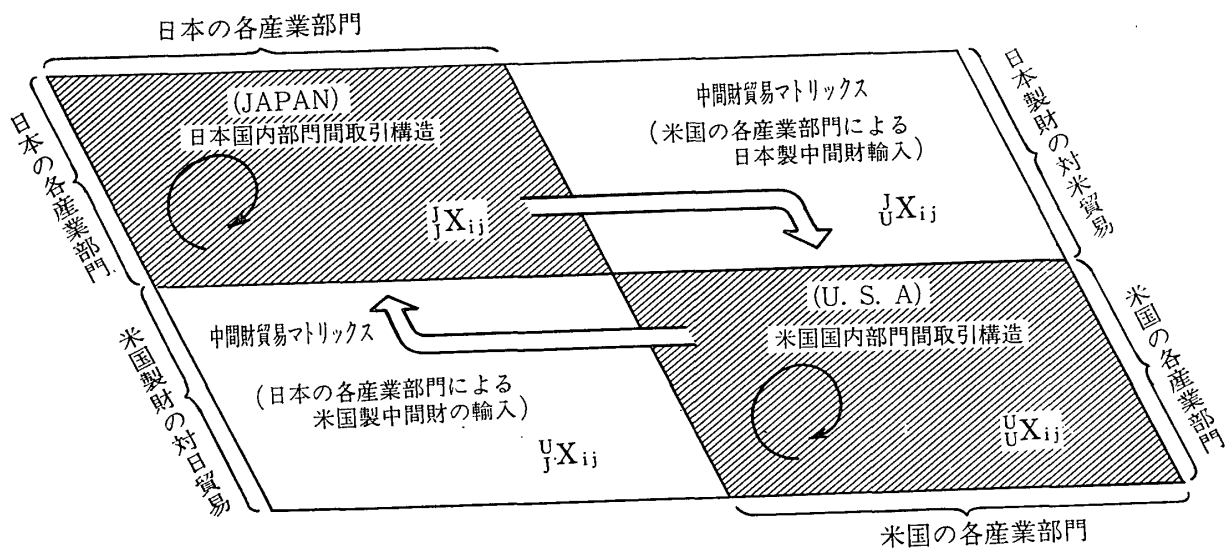 日本の各産業部門
日本の各産業部門
(JAPAN)
日本国内部門間取引構造
J J X i j
中間財貿易マトリックス
(米国の各産業部門による
日本製中間財輸入)
J U X i j
日本製財の対米貿易
米国製財の対日貿易
中間財貿易マトリックス
(日本の各産業部門による
米国製中間財の輸入)
U J X i j
(U. S. A)
米国国内部門間取引構造
U U X i j
米国の各産業部門
米国の各産業部門